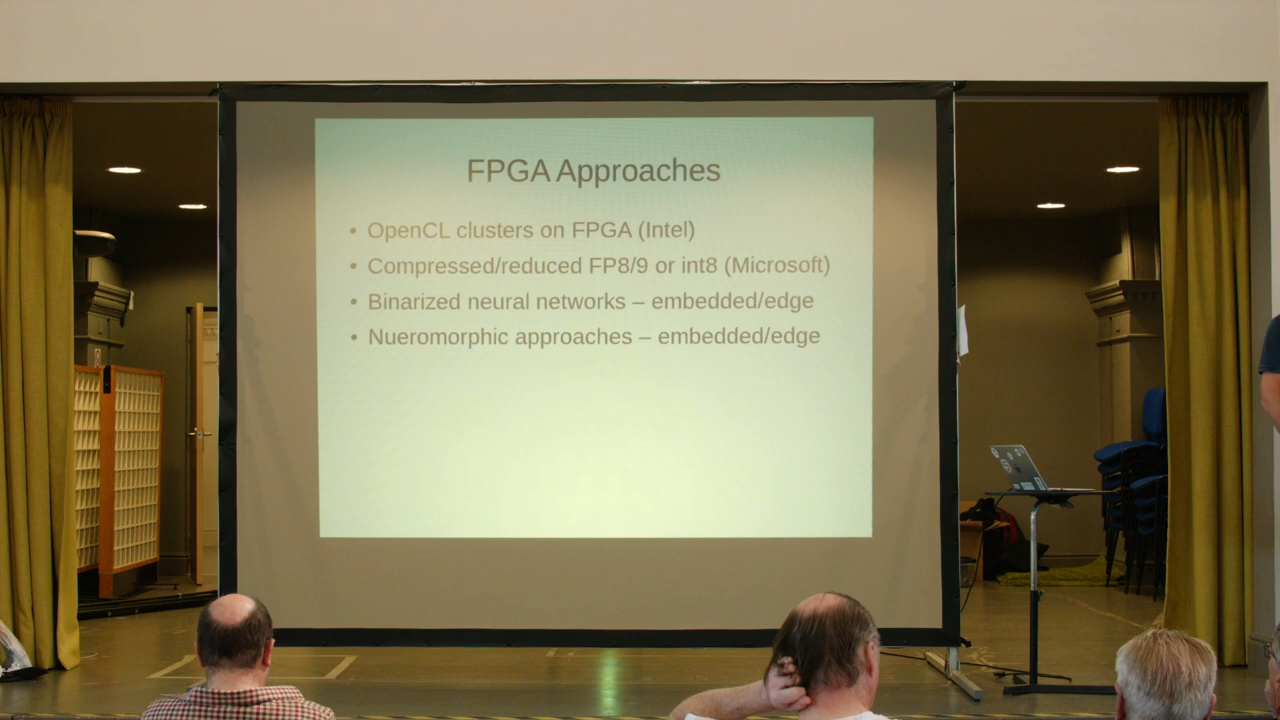 FPGA Approaches
• OpenCL clusters on FPGA (Intel)
• Compressed/reduced FP8/9 or int8 (Microsoft)
• Binarized neural networks – embedded/edge
• Nueromorphic approaches – embedded/edge